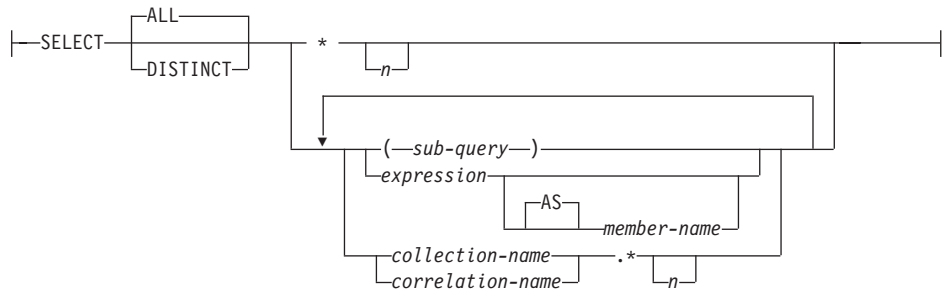 ALL
SELECT * 
DISTINCT n
( sub-query )
expression
AS
member-name
collection-name .*
correlation-name n